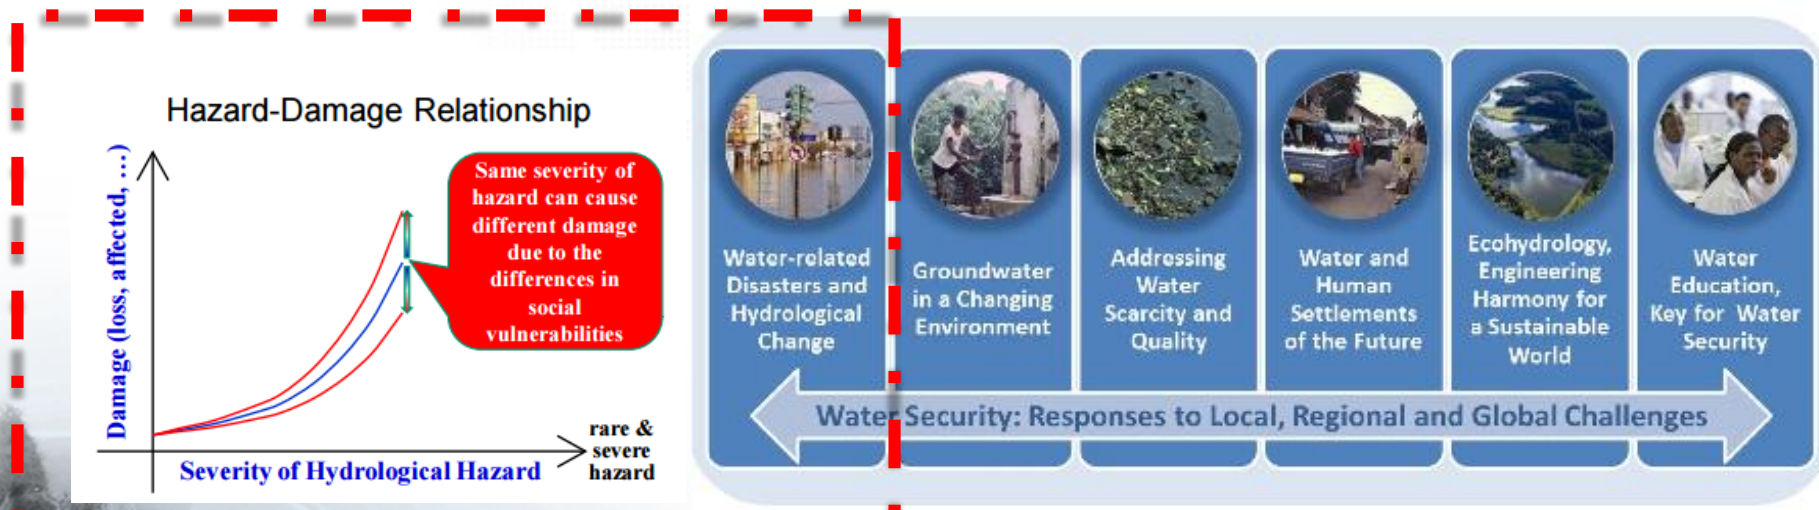 Hazard-Damage Relationship
Damage (loss, affected, ...)
Same severity of
hazard can cause
different damage
due to the
differences in
social
vulnerabilities
rare &
severe
hazard
Severity of Hydrological Hazard
Water-related
Disasters and
Hydrological
Change
Groundwater
in a Changing
Environment
Addressing
Water
Scarcity and
Quality
Water and
Human
Settlements
of the Future
Ecohydrology,
Engineering
Harmony for
a Sustainable
World
Water
Education,
Key for Water
Security
Water Security: Responses to Local, Regional and Global Challenges